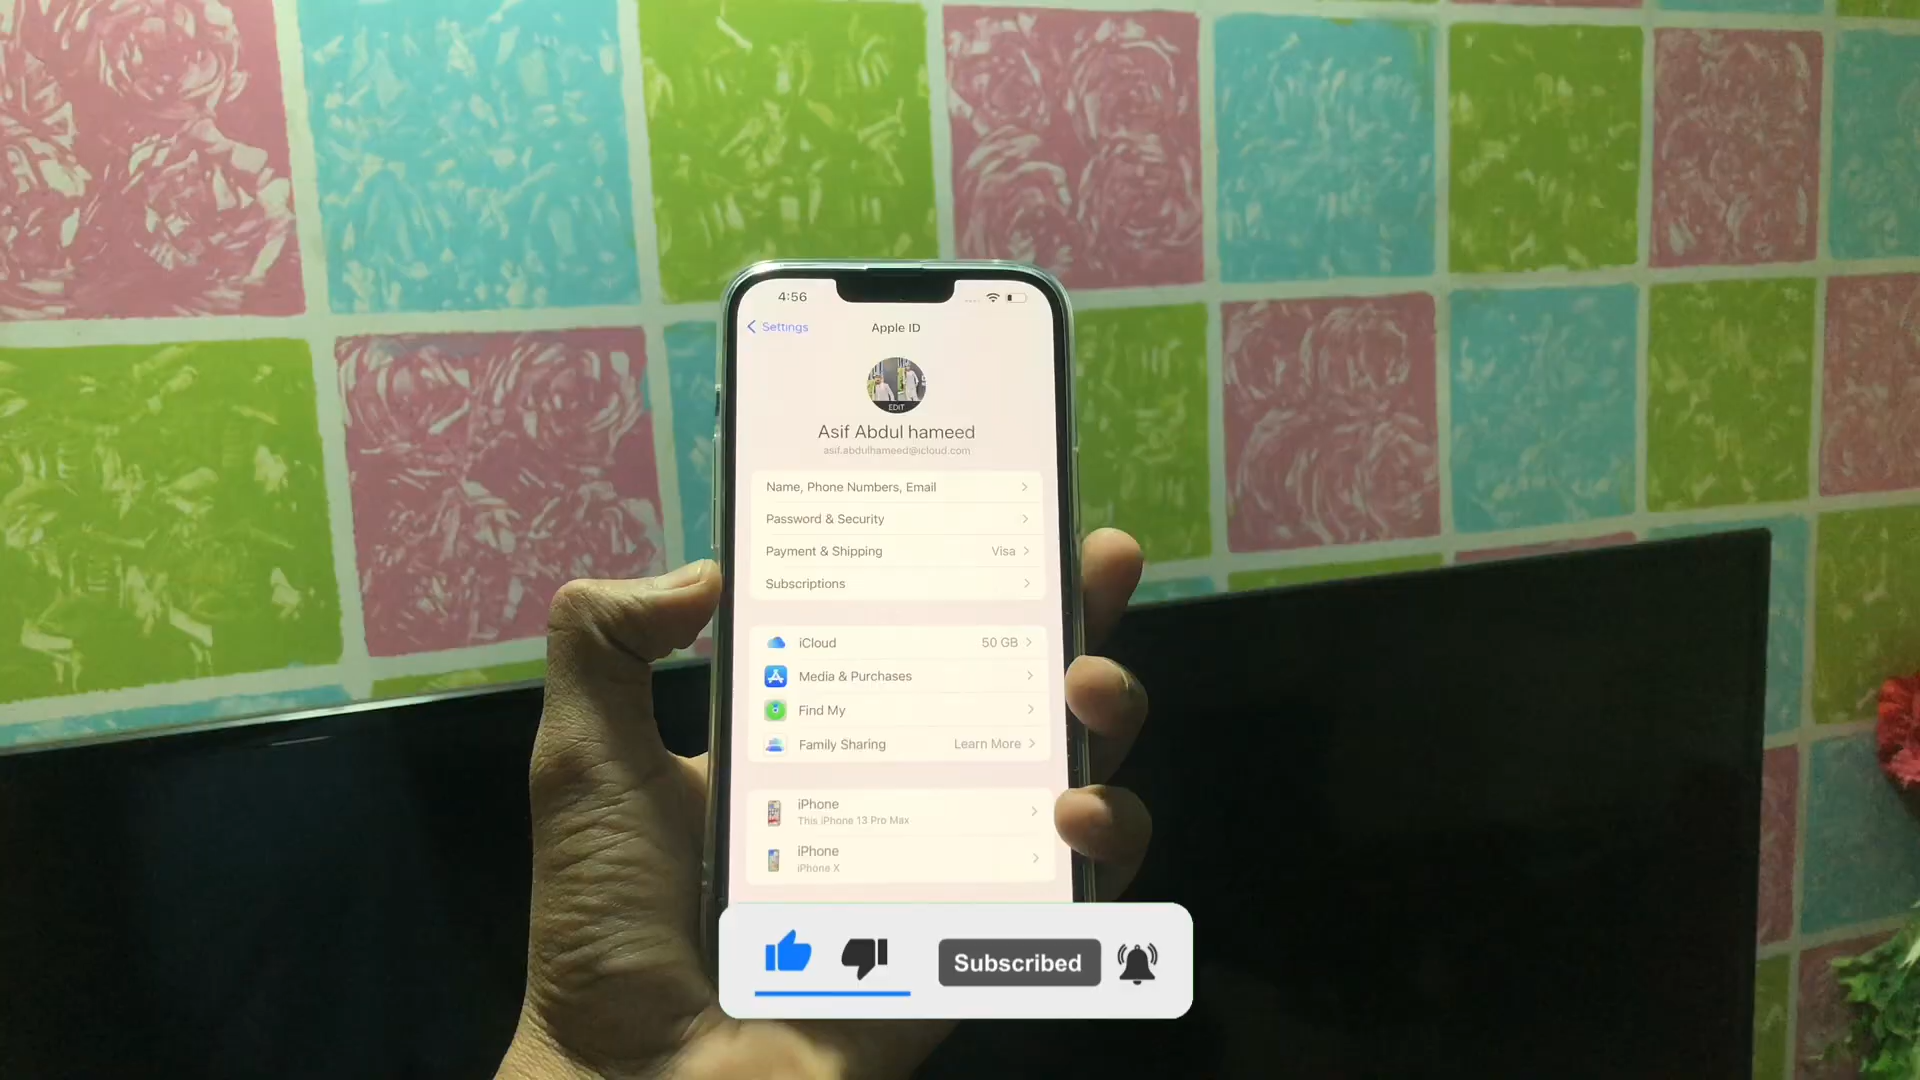 4:56
Settings
Apple ID
EDIT
Asif Abdul hameed
asif.abdulhameed@icloud.com
Name, Phone Numbers, Email
Password & Security
Payment & Shipping Visa
Subscriptions
iCloud 50 GB
Media & Purchases
Find My
Family Sharing Learn More
iPhone
This iPhone 13 Pro Max
iPhone
iPhone X
Subscribed